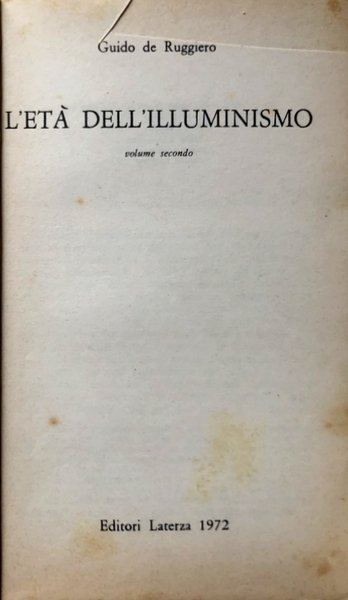 Guido de Ruggiero
L'ETÀ DELL'ILLUMINISMO
volume secondo
Editori Laterza 1972